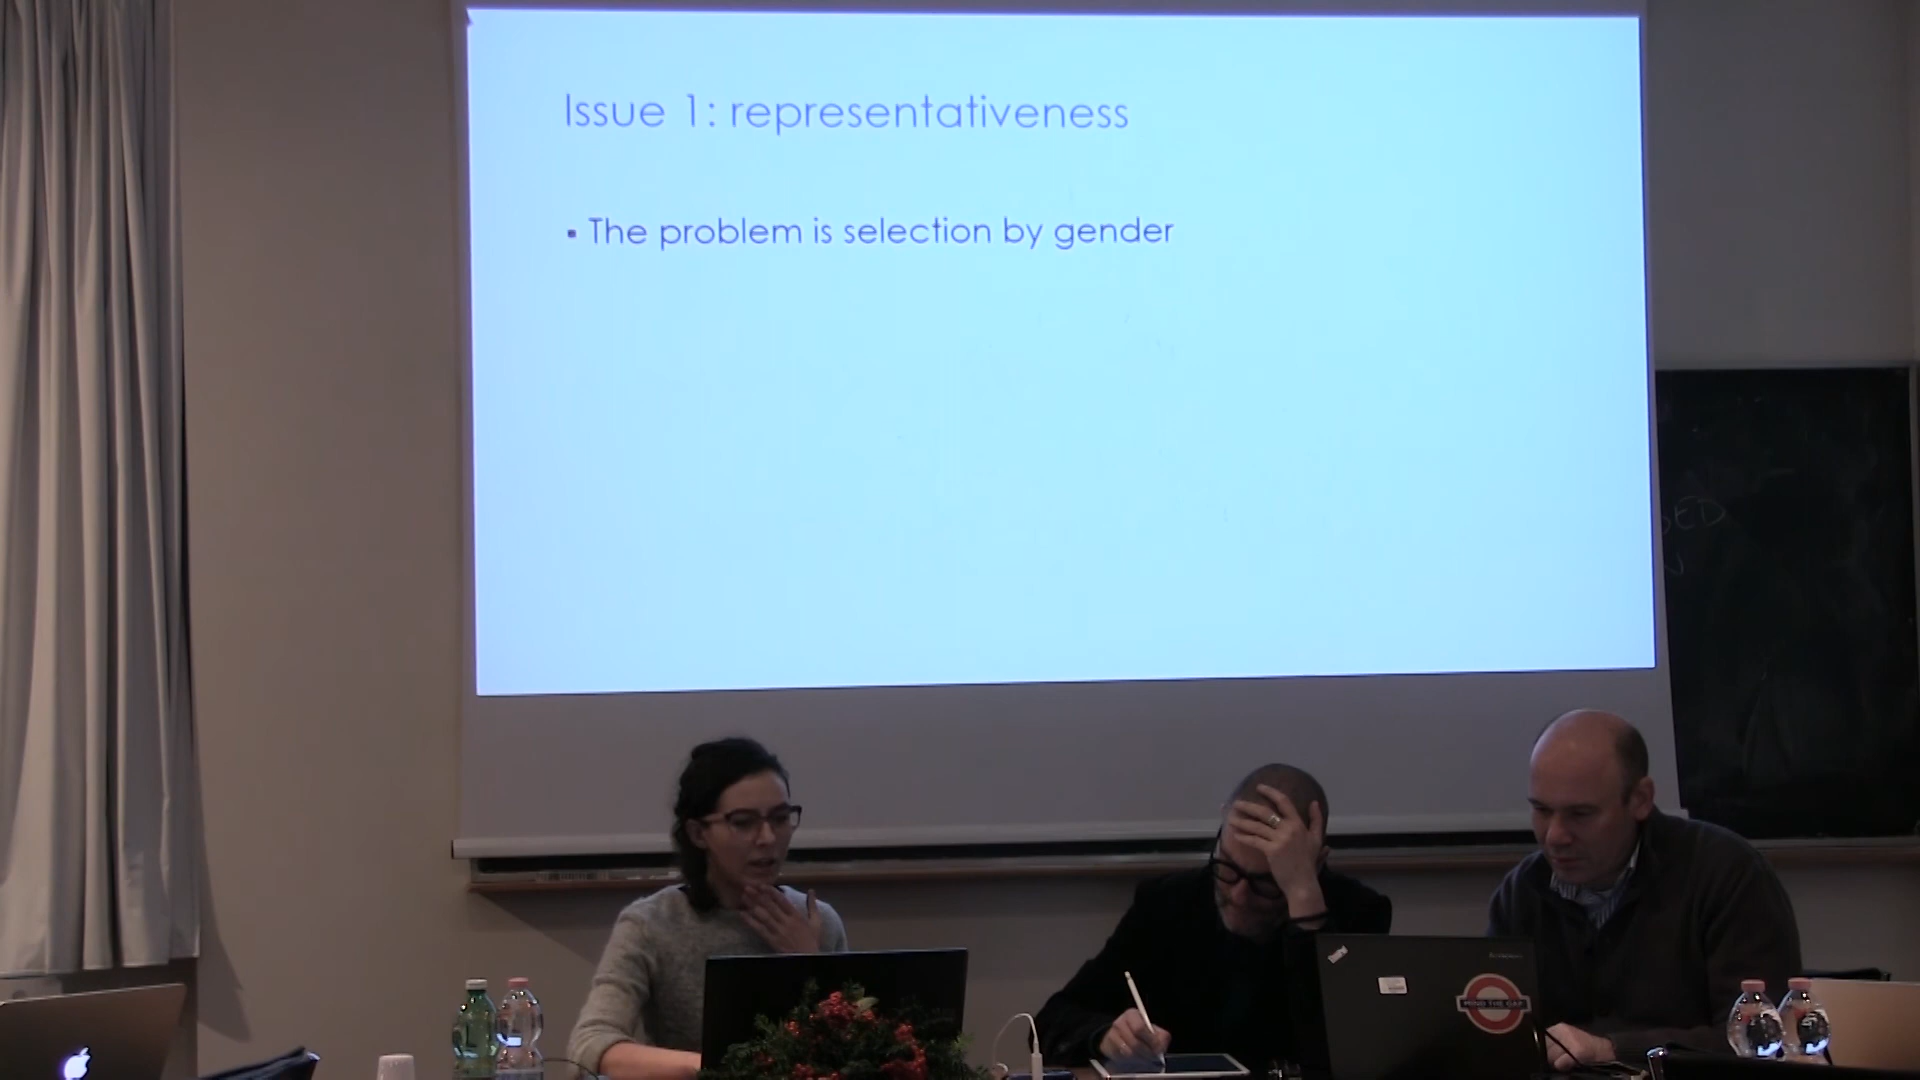 Issue 1: representativeness
▪ The problem is selection by gender
MIND THE GAP